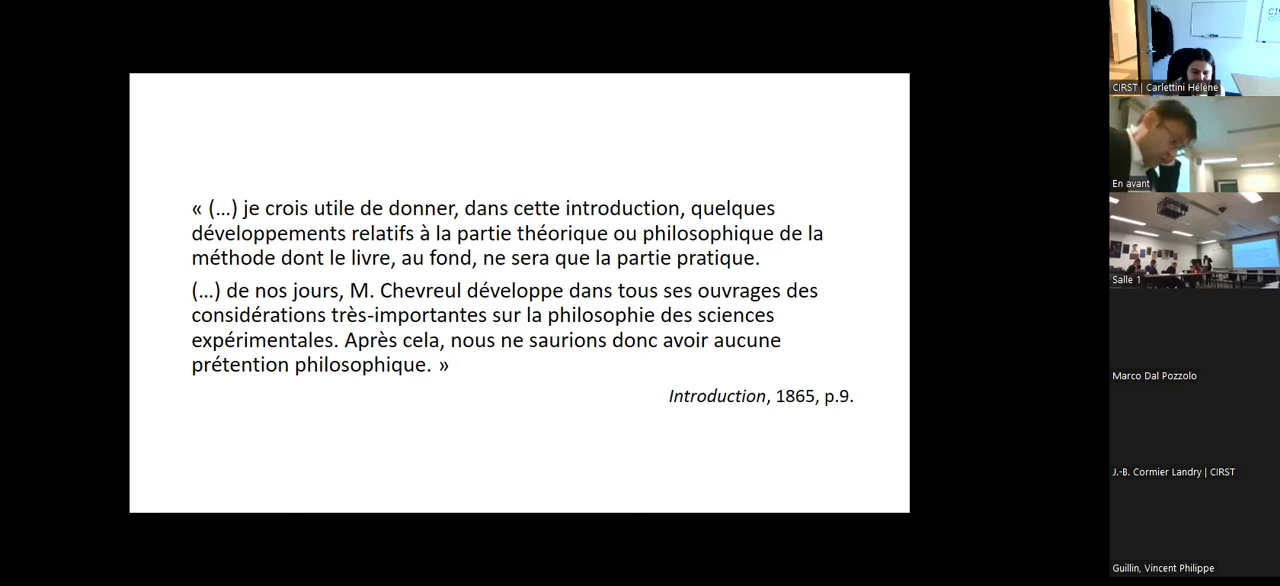 « (…) je crois utile de donner, dans cette introduction, quelques
développements relatifs à la partie théorique ou philosophique de la
méthode dont le livre, au fond, ne sera que la partie pratique.
(…) de nos jours, M. Chevreul développe dans tous ses ouvrages des
considérations très-importantes sur la philosophie des sciences
expérimentales. Après cela, nous ne saurions donc avoir aucune
prétention philosophique. »
Introduction, 1865, p.9.
CIRST | Carlettini Hélène
En avant
Salle 1
Marco Dal Pozzolo
J.-B. Cormier Landry | CIRST
Guillin, Vincent Philippe